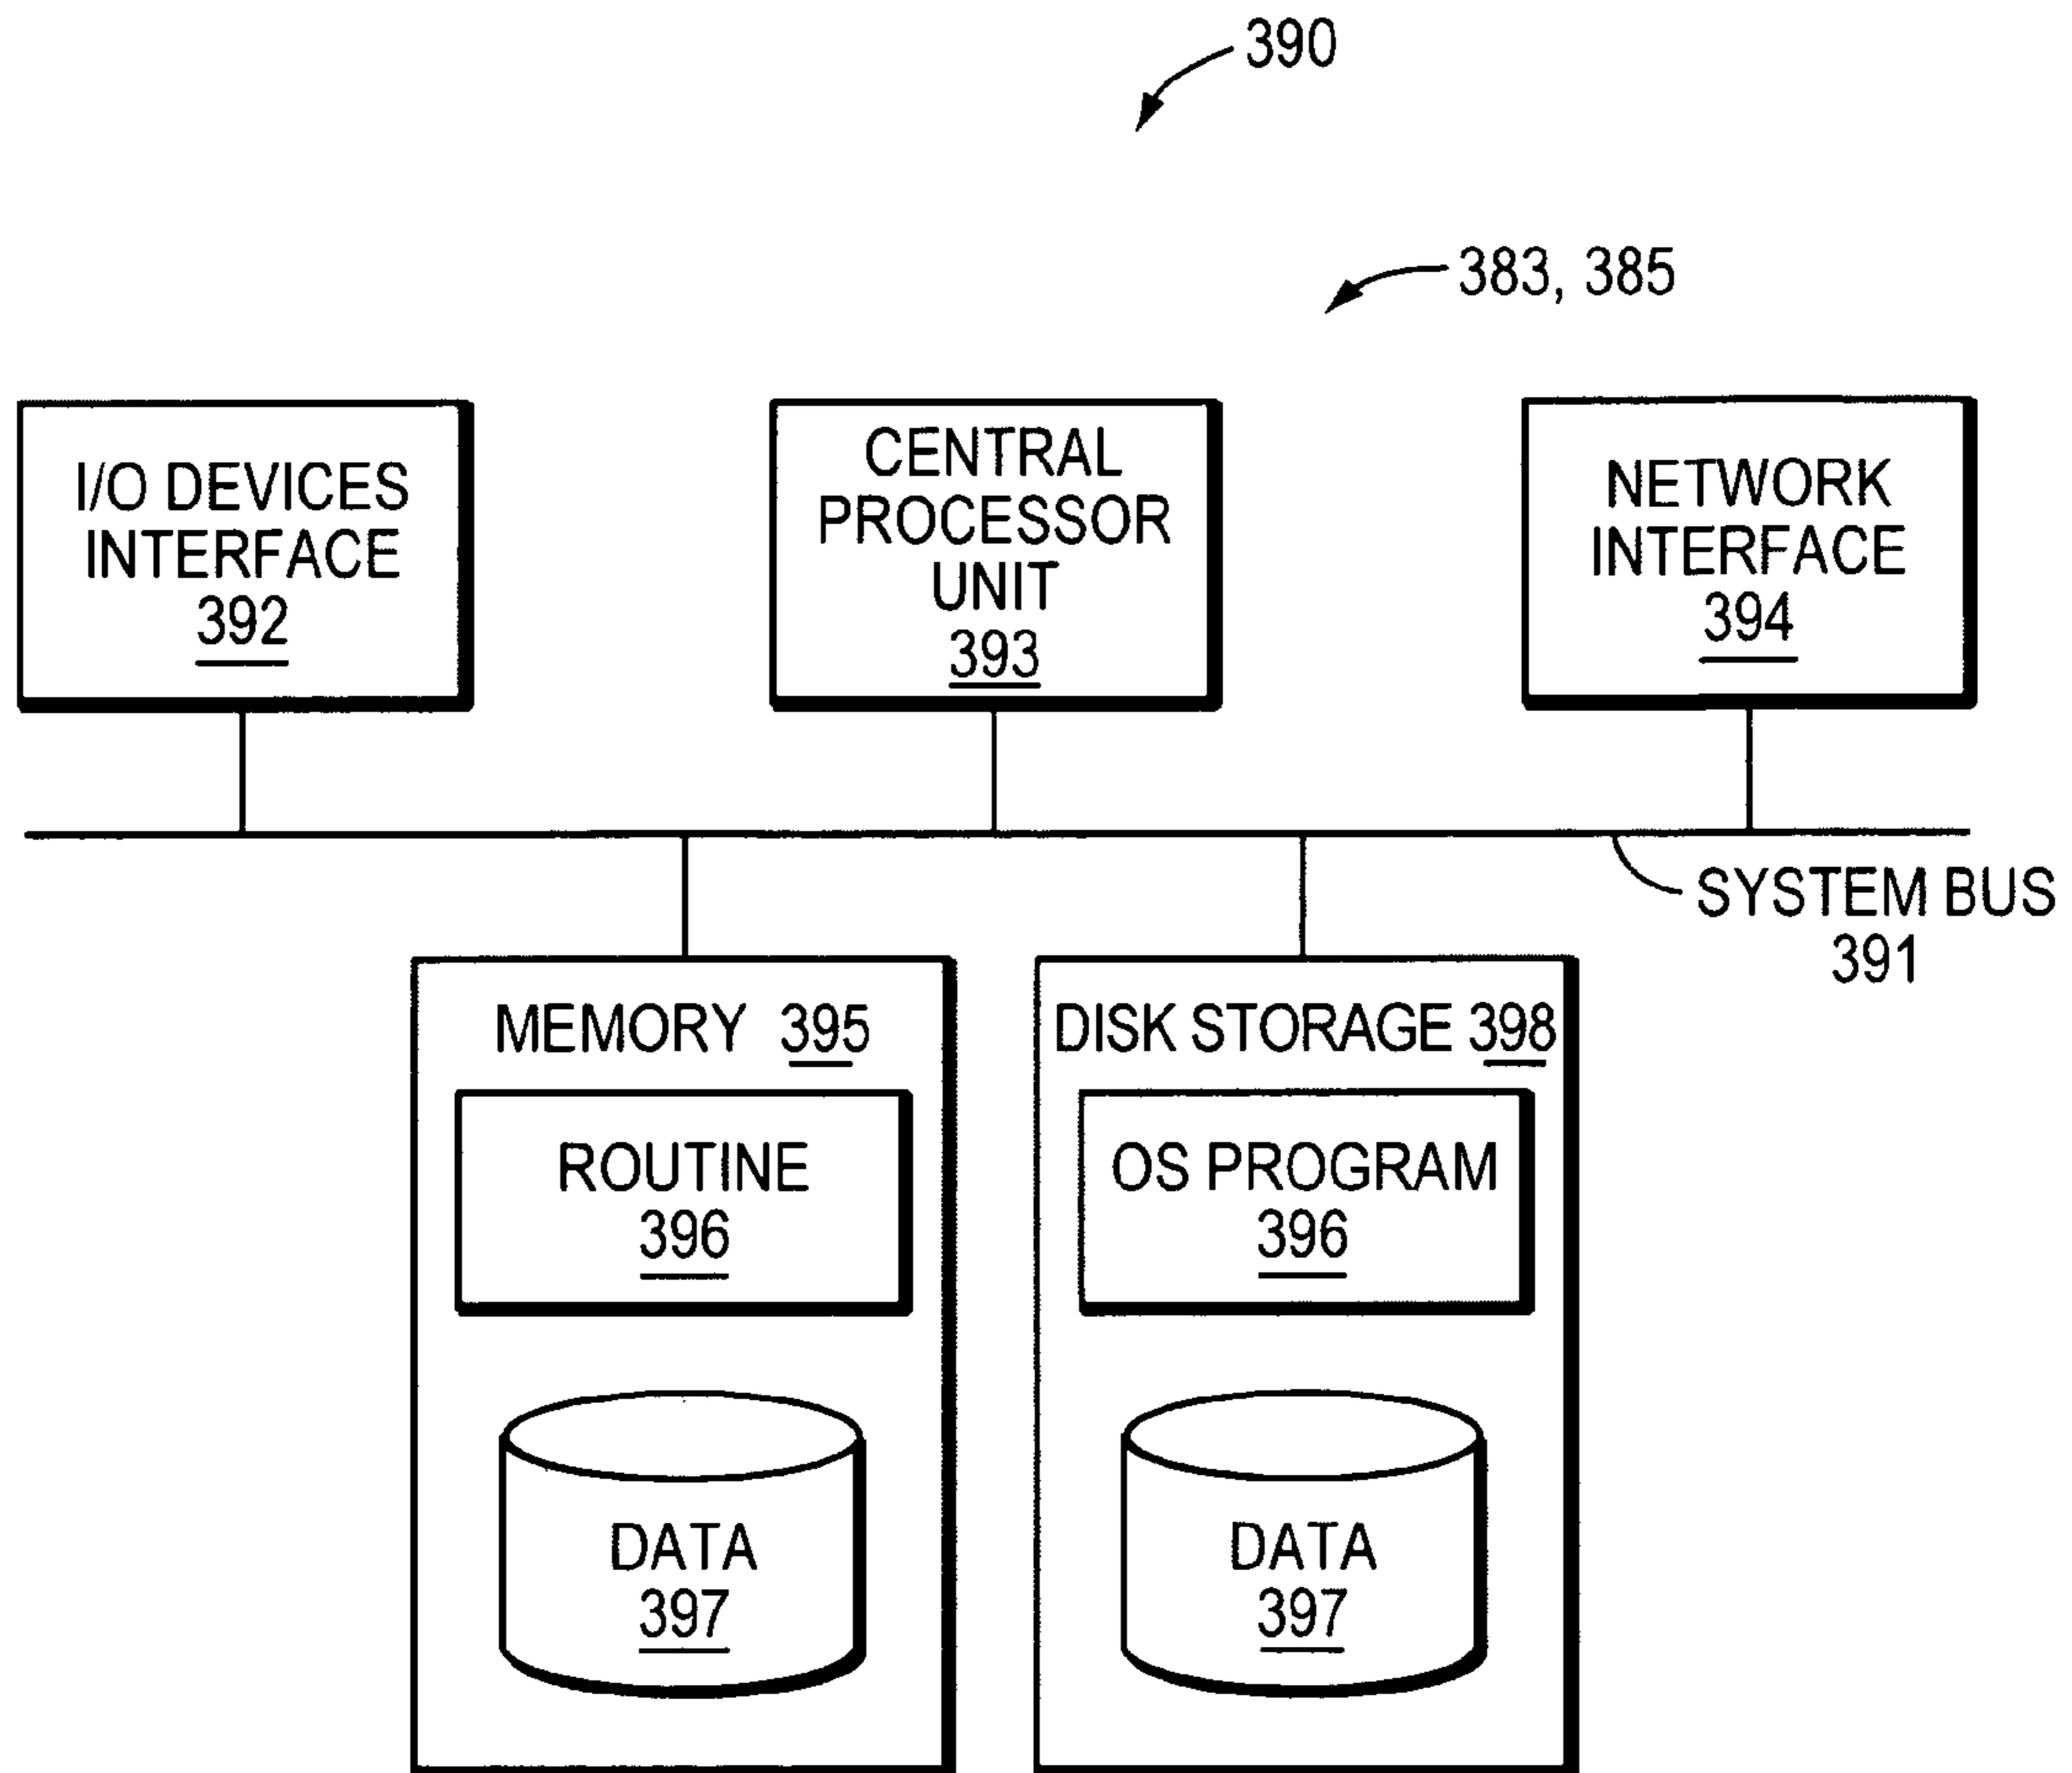 390
383, 385
I/O DEVICES
INTERFACE
392
CENTRAL
PROCESSOR
UNIT
393
NETWORK
INTERFACE
394
SYSTEM BUS
391
MEMORY 395
ROUTINE
396
DATA
397
DISK STORAGE 398
OS PROGRAM
396
DATA
397